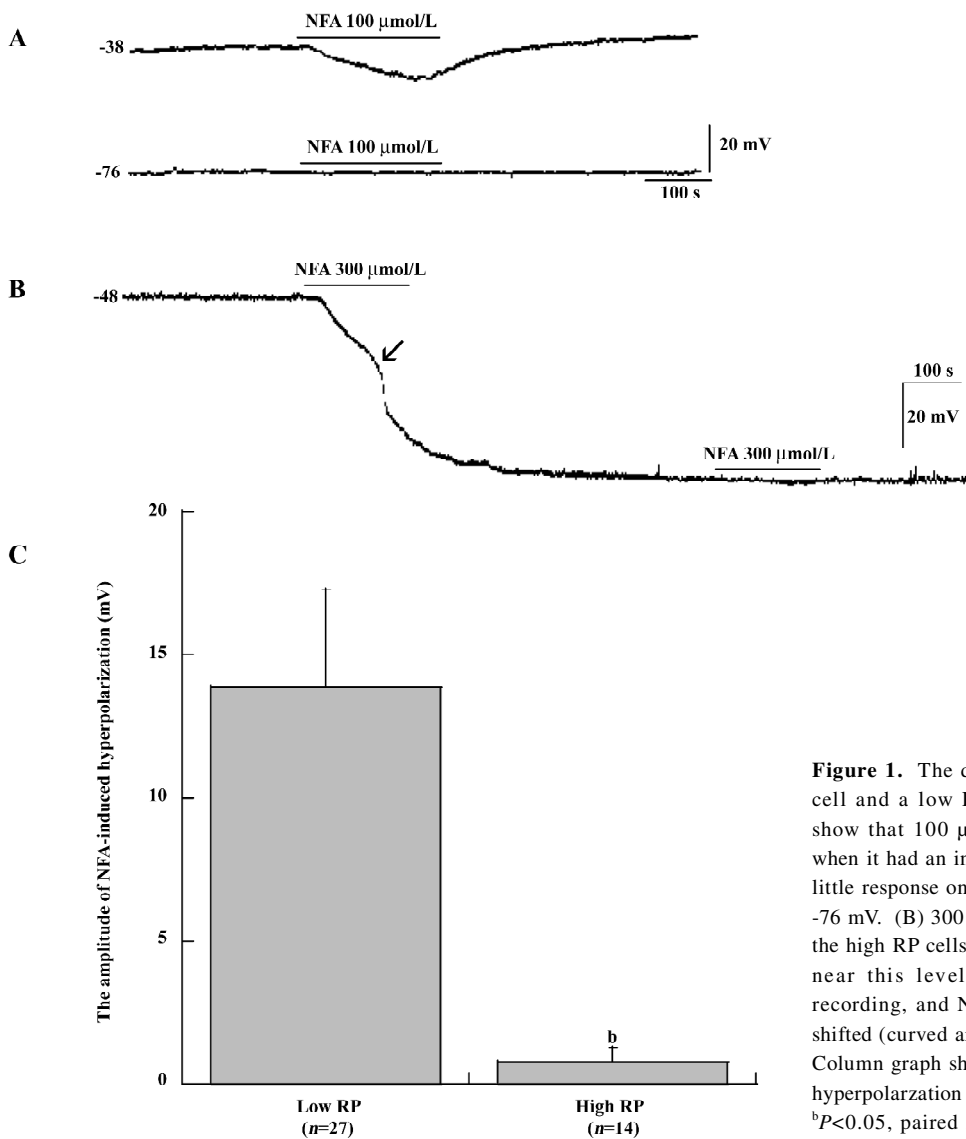 A
NFA 100 µmol/L
-38
NFA 100 µmol/L
-76
20 mV
100 s
B
NFA 300 µmol/L
-48
100 s
20 mV
NFA 300 µmol/L
C
The amplitude of NFA-induced hyperpolarization (mV)
20
15
10
5
0
b
Low RP
(n=27)
High RP
(n=14)
Figure 1. The
cell and a low
show that 100
when it had an
little response on
-76 mV. (B) 300
the high RP cells
near this level
recording, and
shifted (curved
Column graph
hyperpolarzation
bP<0.05, paired